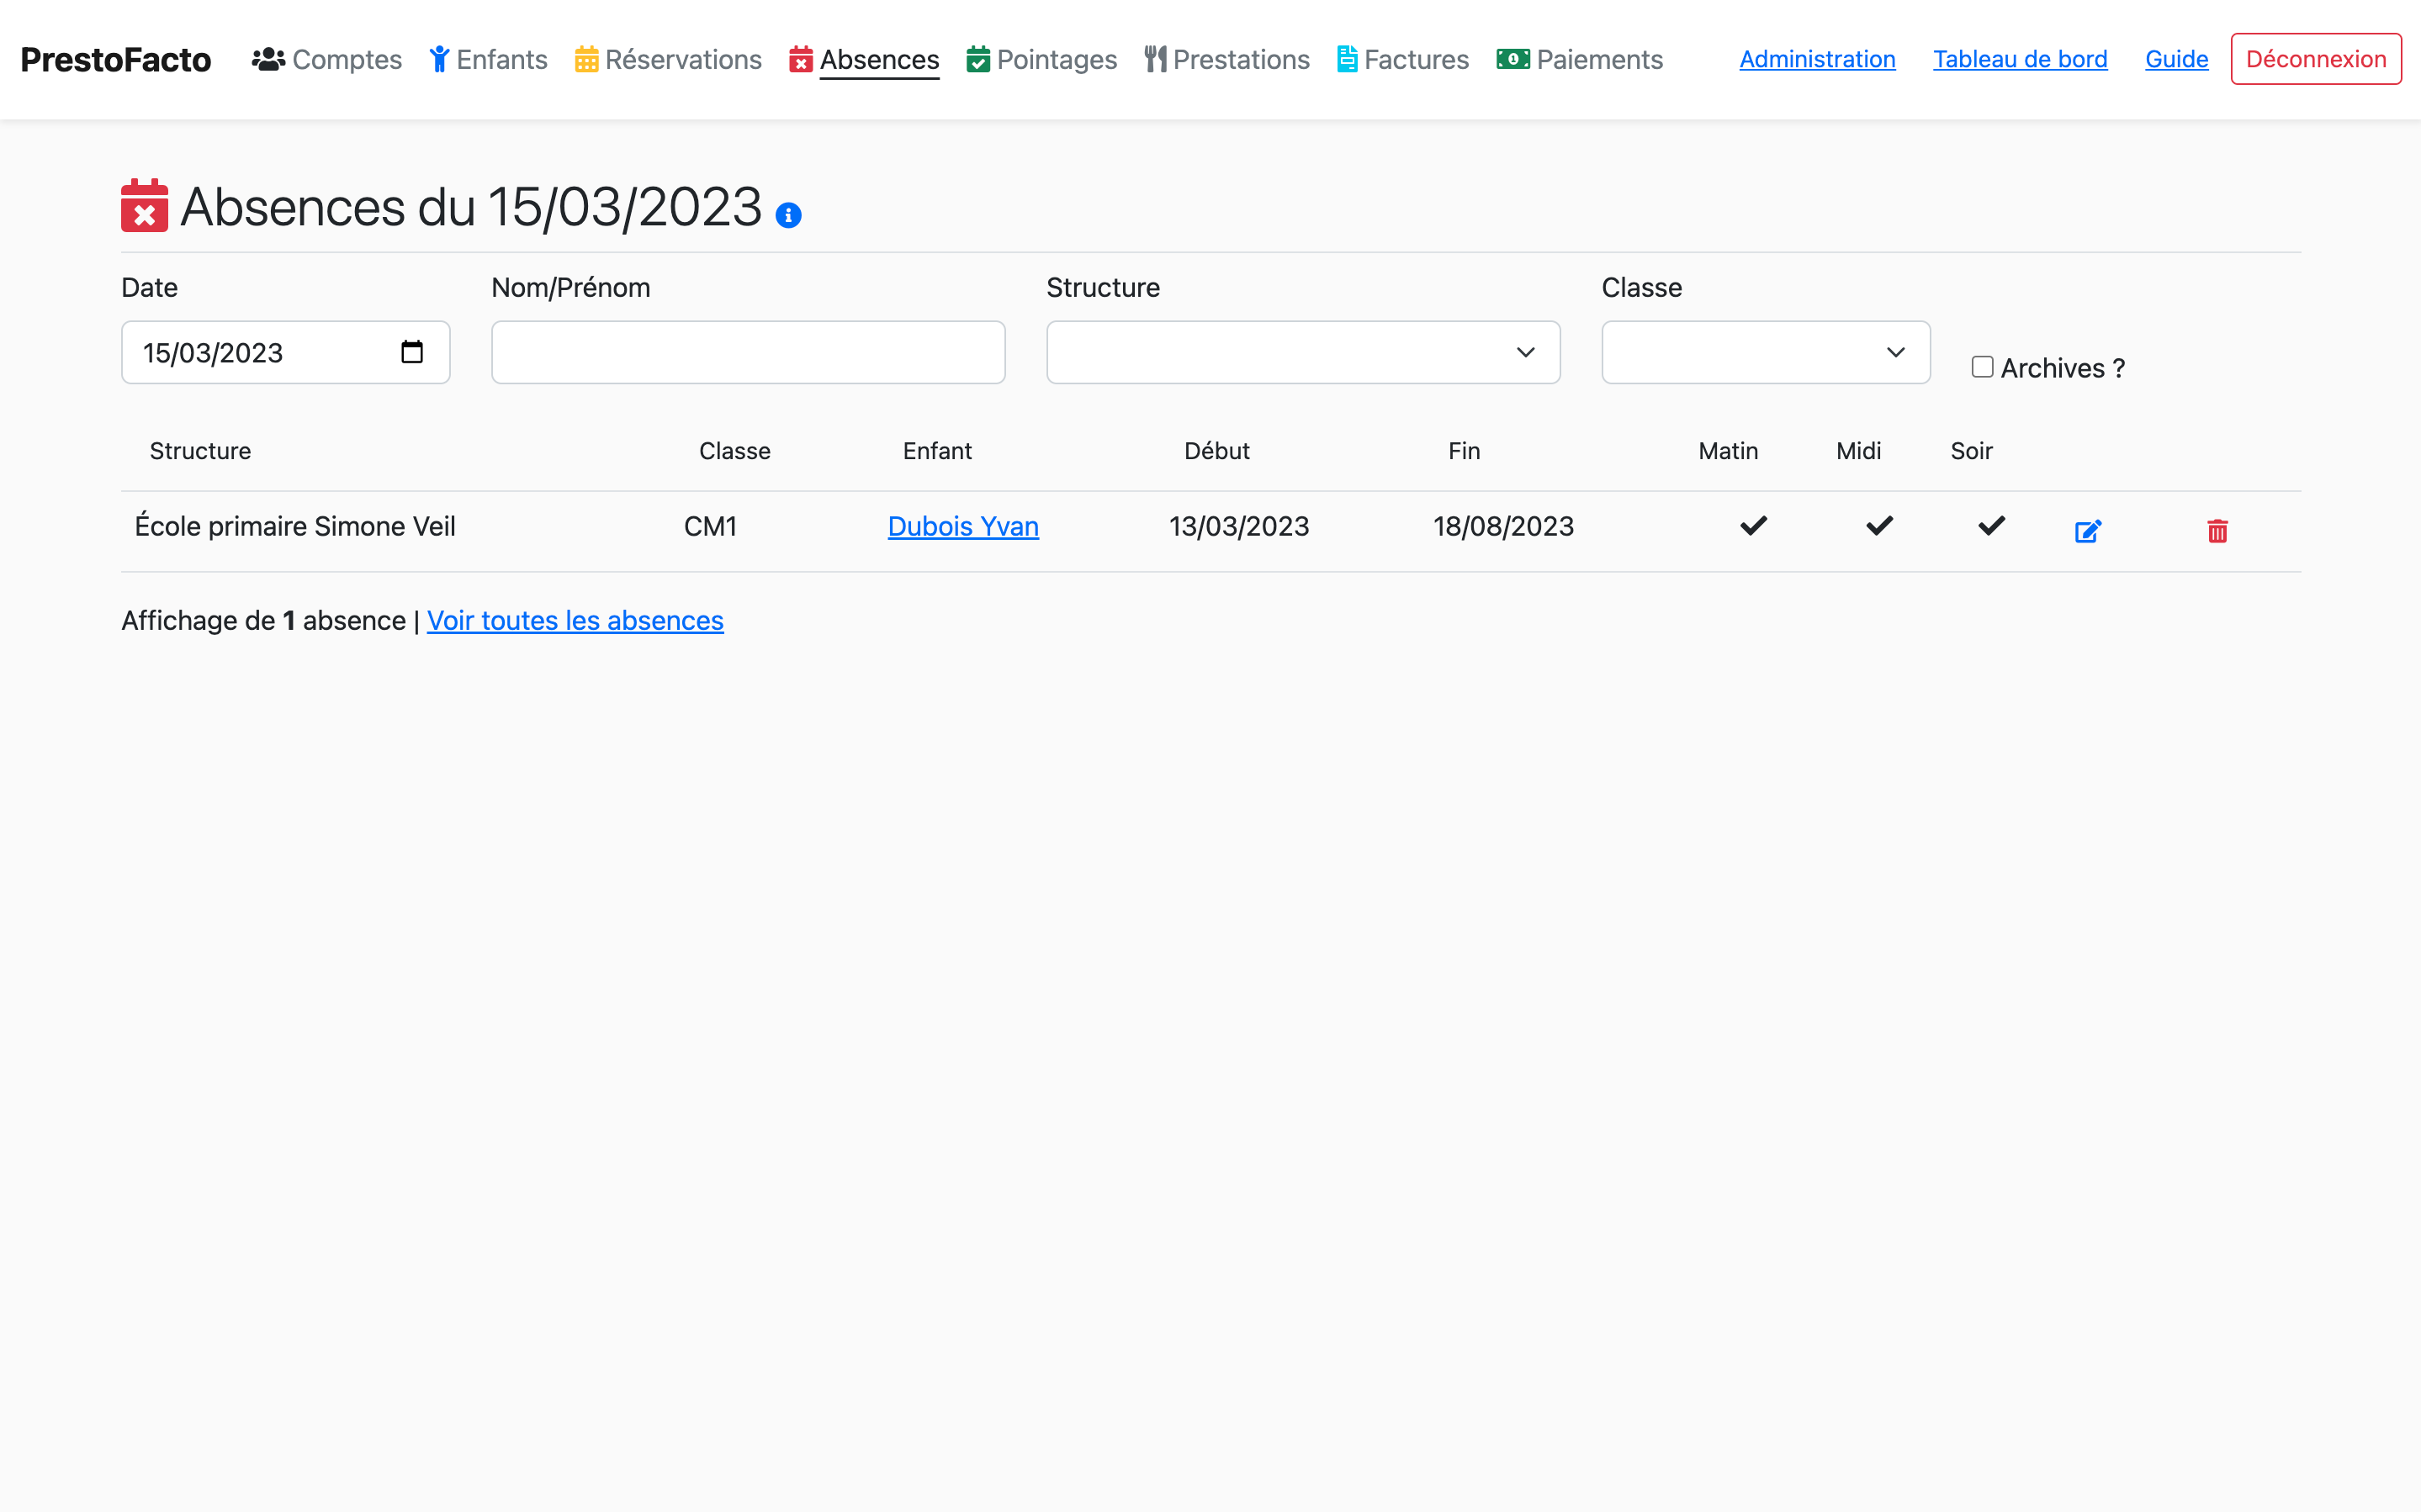 PrestoFacto Comptes Enfants Réservations Absences Pointages Prestations Factures Paiements Administration Tableau de bord Guide Déconnexion
Absences du 15/03/2023
Date Nom/Prénom Structure Classe
15/03/2023 Archives ?
Structure Classe Enfant Début Fin Matin Midi Soir
École primaire Simone Veil CM1 Dubois Yvan 13/03/2023 18/08/2023
Affichage de 1 absence | Voir toutes les absences